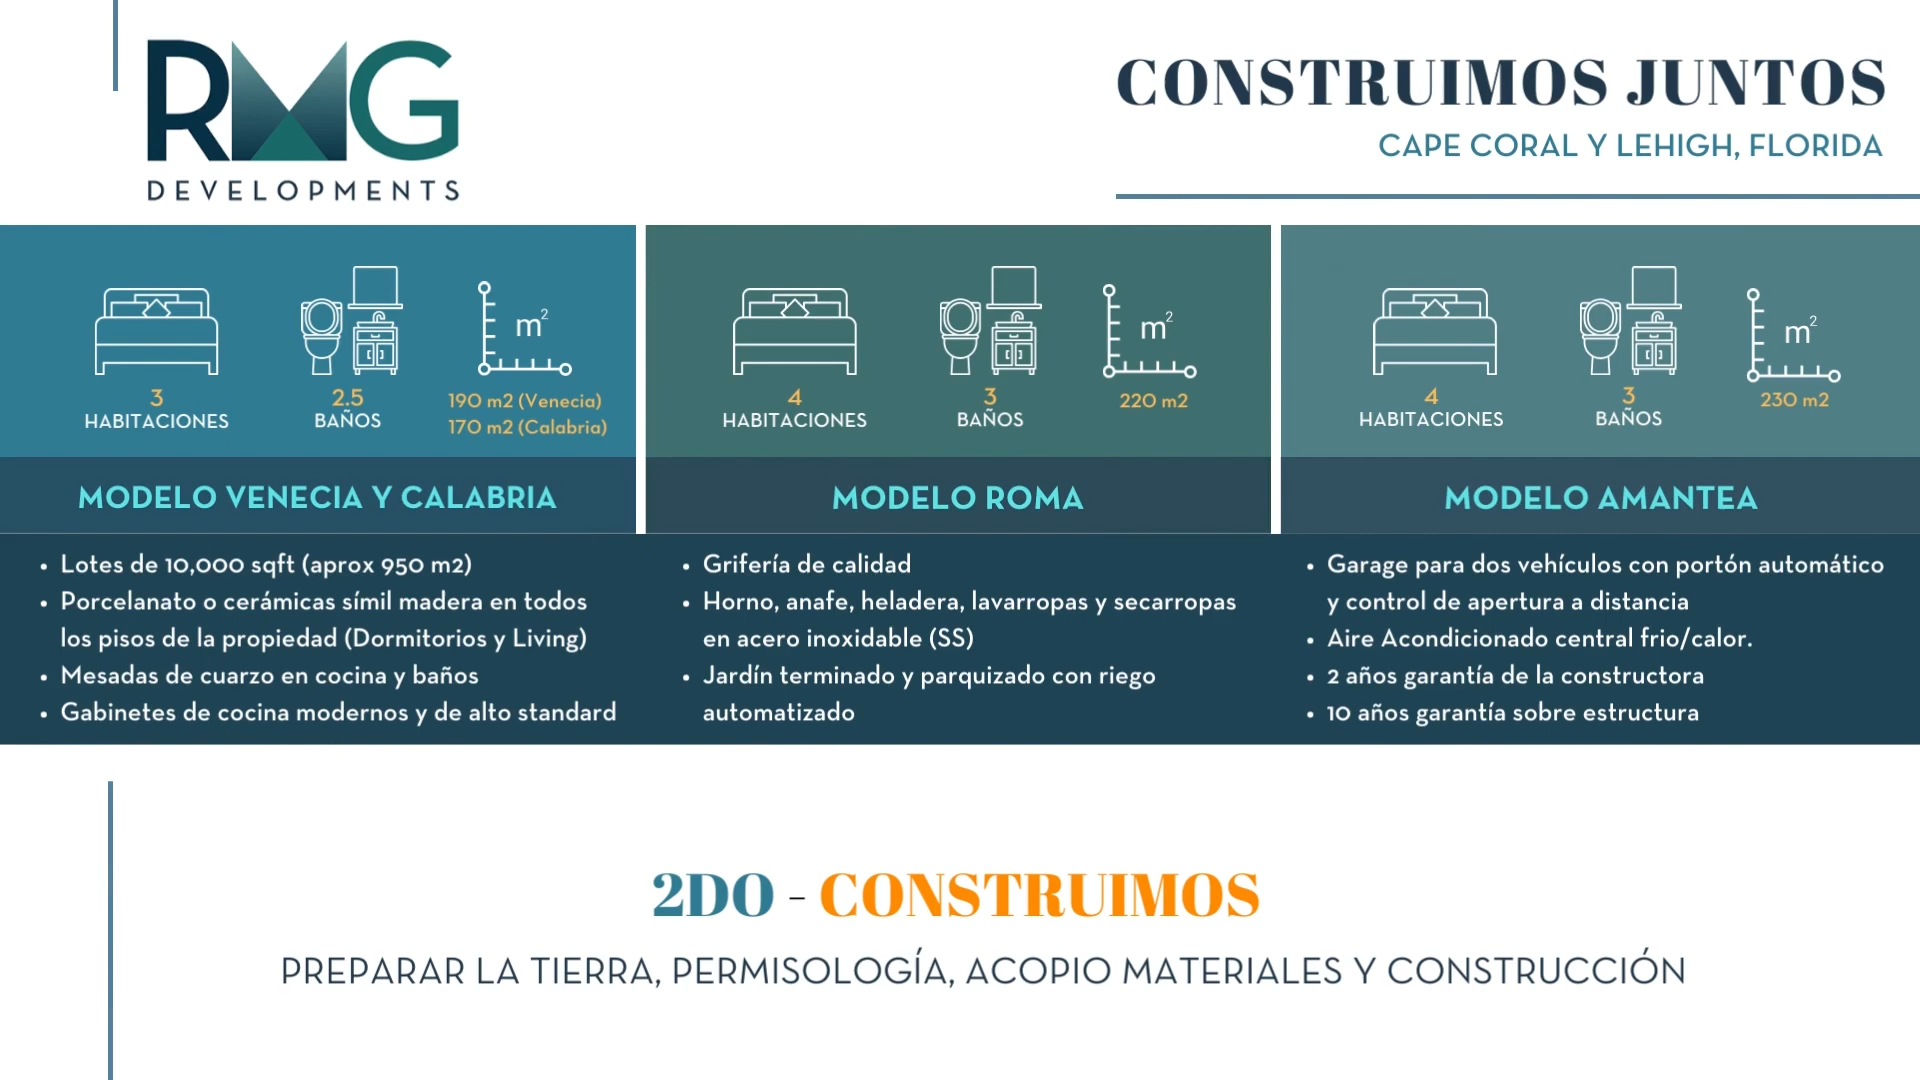 RMG
DEVELOPMENTS
CONSTRUIMOS JUNTOS
CAPE CORAL Y LEHIGH, FLORIDA
3
HABITACIONES
2.5
BAÑOS
m²
190 m2 (Venecia)
170 m2 (Calabria)
MODELO VENECIA Y CALABRIA
4
HABITACIONES
3
BAÑOS
m²
220 m2
MODELO ROMA
4
HABITACIONES
3
BAÑOS
m²
230 m2
MODELO AMANTEA
• Lotes de 10,000 sqft (aprox 950 m2)
• Porcelanato o cerámicas símil madera en todos
los pisos de la propiedad (Dormitorios y Living)
• Mesadas de cuarzo en cocina y baños
• Gabinetes de cocina modernos y de alto standard
• Grifería de calidad
• Horno, anafe, heladera, lavarropas y secarropas
en acero inoxidable (SS)
• Jardín terminado y parquizado con riego
automatizado
• Garage para dos vehículos con portón automático
y control de apertura a distancia
• Aire Acondicionado central frio/calor.
• 2 años garantía de la constructora
• 10 años garantía sobre estructura
2DO - CONSTRUIMOS
PREPARAR LA TIERRA, PERMISOLOGÍA, ACOPIO MATERIALES Y CONSTRUCCIÓN